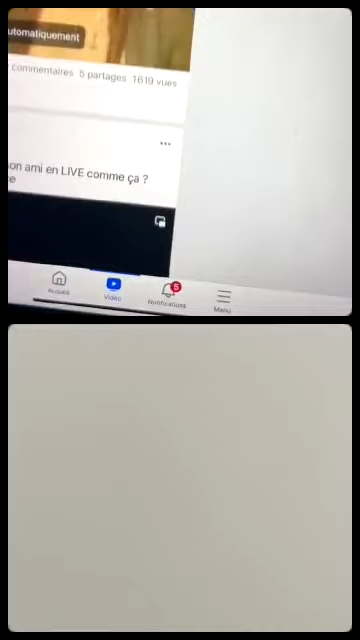 utomatiquement
commentaires 5 partages 1619 vues
on ami en LIVE comme ça ?
e
5
Accueil Vidéo Notifications Menu